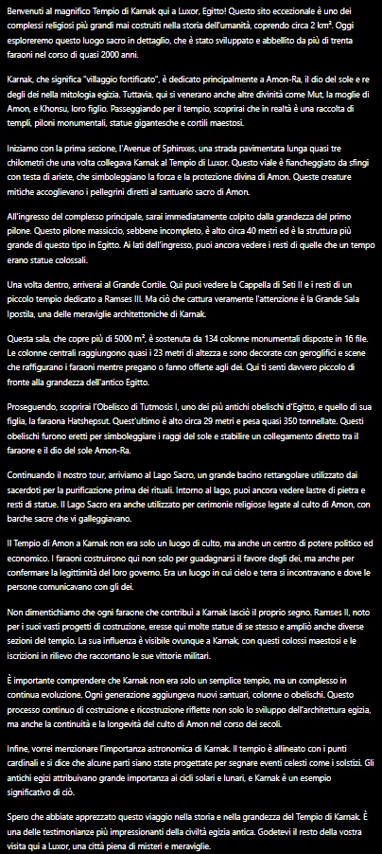 Benvenuti al magnifico Tempio di Karnak qui a Luxor, Egitto! Questo sito eccezionale è uno dei
complessi religiosi più grandi mai costruiti nella storia dell'umanità, coprendo circa 2 km². Oggi
esploreremo questo luogo sacro in dettaglio, che è stato sviluppato e abbellito da più di trenta
faraoni nel corso di quasi 2000 anni.
Karnak, che significa "villaggio fortificato", è dedicato principalmente a Amon-Ra, il dio del sole e re
degli dei nella mitologia egizia. Tuttavia, qui si venerano anche altre divinità come Mut, la moglie di
Amon, e Khonsu, loro figlio. Passeggiando per il tempio, scoprirai che in realtà è una raccolta di
templi, piloni monumentali, statue gigantesche e cortili maestosi.
Iniziamo con la prima sezione, l'Avenue of Sphinxes, una strada pavimentata lunga quasi tre
chilometri che una volta collegava Karnak al Tempio di Luxor. Questo viale è fiancheggiato da sfingi
con testa di ariete, che simboleggiano la forza e la protezione divina di Amon. Queste creature
mitiche accoglievano i pellegrini diretti al santuario sacro di Amon.
All'ingresso del complesso principale, sarai immediatamente colpito dalla grandezza del primo
pilone. Questo pilone massiccio, sebbene incompleto, è alto circa 40 metri ed è la struttura più
grande di questo tipo in Egitto. Ai lati dell'ingresso, puoi ancora vedere i resti di quelle che un tempo
erano statue colossali.
Una volta dentro, arriverai al Grande Cortile. Qui puoi vedere la Cappella di Seti II e i resti di un
piccolo tempio dedicato a Ramses III. Ma ciò che cattura veramente l'attenzione è la Grande Sala
Ipostila, una delle meraviglie architettoniche di Karnak.
Questa sala, che copre più di 5000 m², è sostenuta da 134 colonne monumentali disposte in 16 file.
Le colonne centrali raggiungono quasi i 23 metri di altezza e sono decorate con geroglifici e scene
che raffigurano i faraoni mentre pregano o fanno offerte agli dei. Qui ti senti davvero piccolo di
fronte alla grandezza dell'antico Egitto.
Proseguendo, scoprirai l'Obelisco di Tutmosis I, uno dei più antichi obelischi d'Egitto, e quello di sua
figlia, la faraona Hatshepsut. Quest'ultimo è alto circa 29 metri e pesa quasi 350 tonnellate. Questi
obelischi furono eretti per simboleggiare i raggi del sole e stabilire un collegamento diretto tra il
faraone e il dio del sole Amon-Ra.
Continuando il nostro tour, arriviamo al Lago Sacro, un grande bacino rettangolare utilizzato dai
sacerdoti per la purificazione prima dei rituali. Intorno al lago, puoi ancora vedere lastre di pietra e
resti di statue. Il Lago Sacro era anche utilizzato per cerimonie religiose legate al culto di Amon, con
barche sacre che vi galleggiavano.
Il Tempio di Amon a Karnak non era solo un luogo di culto, ma anche un centro di potere politico ed
economico. I faraoni costruirono qui non solo per guadagnarsi il favore degli dei, ma anche per
confermare la legittimità del loro governo. Era un luogo in cui cielo e terra si incontravano e dove le
persone comunicavano con gli dei.
Non dimentichiamo che ogni faraone che contribuì a Karnak lasciò il proprio segno. Ramses II, noto
per i suoi vasti progetti di costruzione, eresse qui molte statue di se stesso e ampliò anche diverse
sezioni del tempio. La sua influenza è visibile ovunque a Karnak, con questi colossi maestosi e le
iscrizioni in rilievo che raccontano le sue vittorie militari.
È importante comprendere che Karnak non era solo un semplice tempio, ma un complesso in
continua evoluzione. Ogni generazione aggiungeva nuovi santuari, colonne o obelischi. Questo
processo continuo di costruzione e ricostruzione riflette non solo lo sviluppo dell'architettura egizia,
ma anche la continuità e la longevità del culto di Amon nel corso dei secoli.
Infine, vorrei menzionare l'importanza astronomica di Karnak. Il tempio è allineato con i punti
cardinali e si dice che alcune parti siano state progettate per segnare eventi celesti come i solstizi. Gli
antichi egizi attribuivano grande importanza ai cicli solari e lunari, e Karnak è un esempio
significativo di ciò.
Spero che abbiate apprezzato questo viaggio nella storia e nella grandezza del Tempio di Karnak. È
una delle testimonianze più impressionanti della civiltà egizia antica. Godetevi il resto della vostra
visita qui a Luxor, una città piena di misteri e meraviglie.